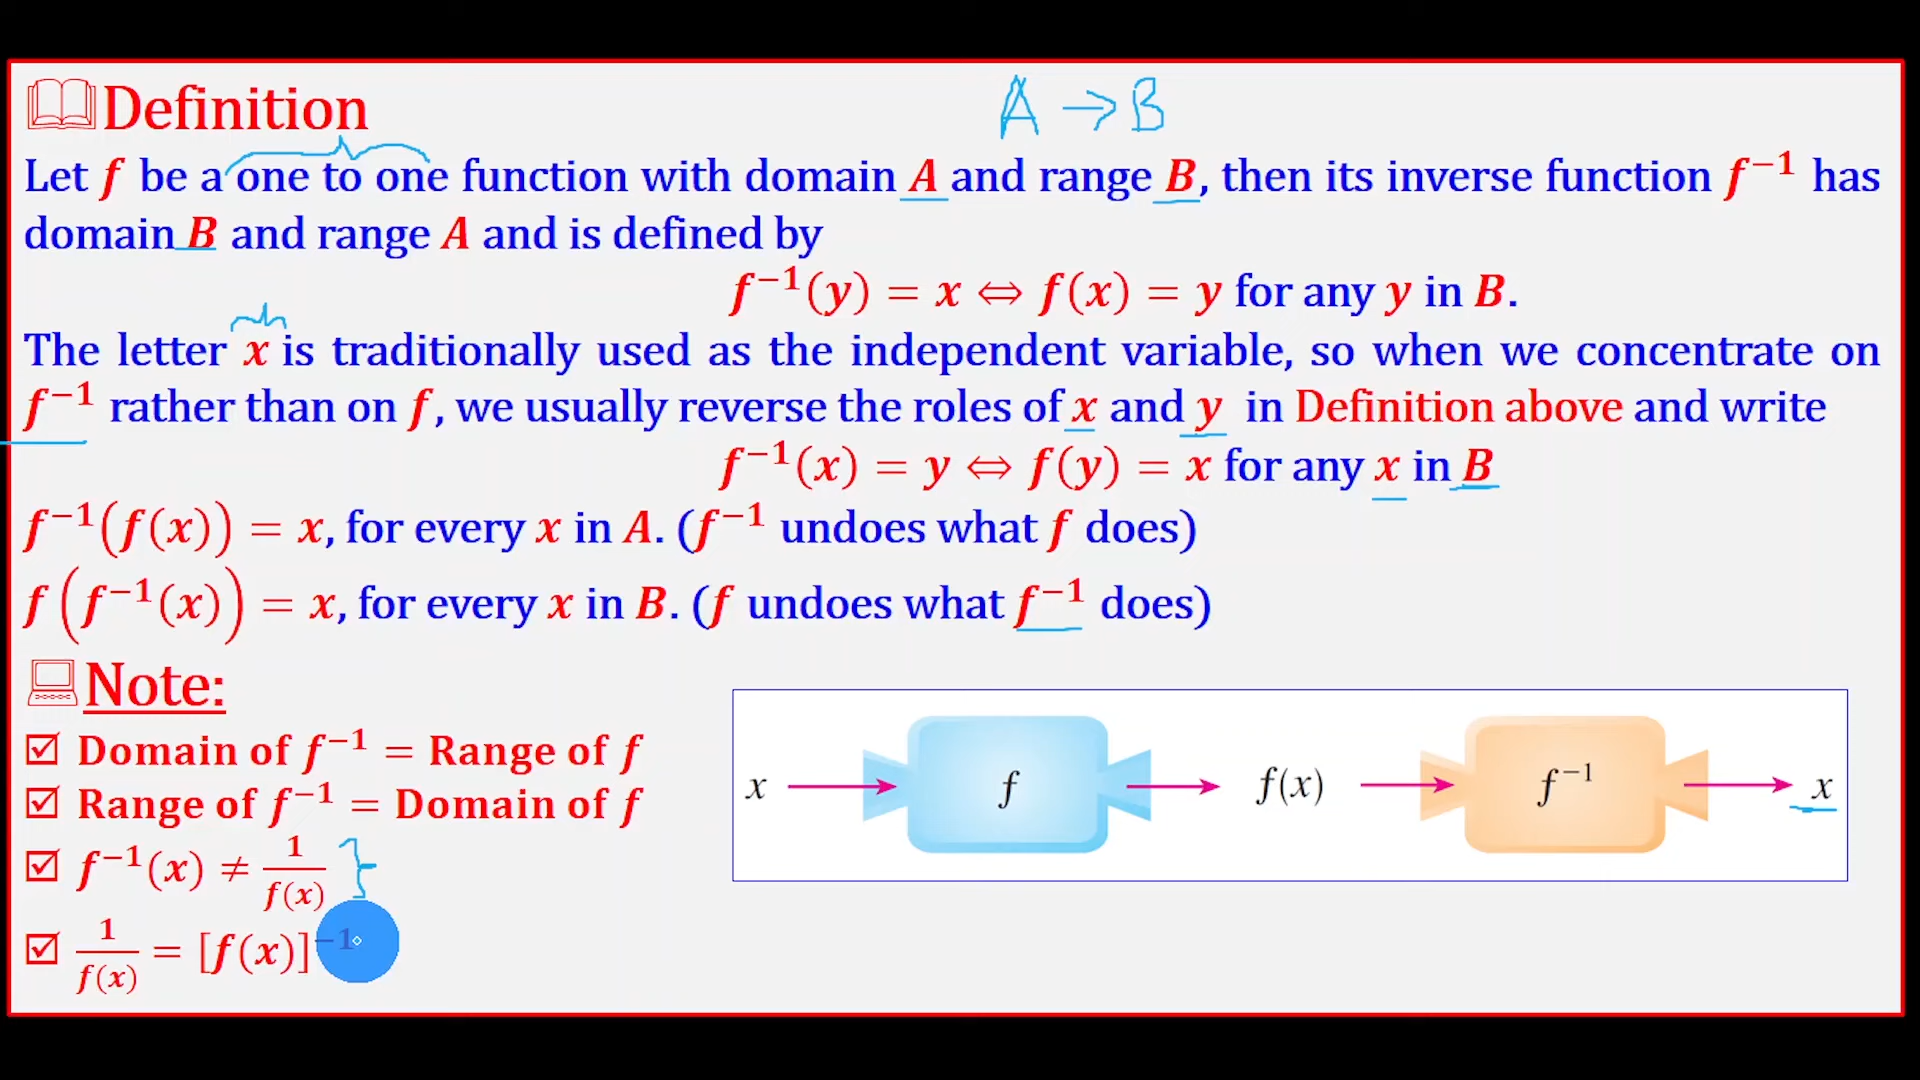 Definition
A → B
Let f be a one to one function with domain A and range B, then its inverse function f⁻¹ has
domain B and range A and is defined by
f⁻¹(y) = x ⇔ f(x) = y for any y in B.
The letter x is traditionally used as the independent variable, so when we concentrate on
f⁻¹ rather than on f, we usually reverse the roles of x and y in Definition above and write
f⁻¹(x) = y ⇔ f(y) = x for any x in B
f⁻¹(f(x)) = x, for every x in A. (f⁻¹ undoes what f does)
f(f⁻¹(x)) = x, for every x in B. (f undoes what f⁻¹ does)
Note:
☑ Domain of f⁻¹ = Range of f
☑ Range of f⁻¹ = Domain of f
☑ f⁻¹(x) ≠ 1/f(x)
☑ 1/f(x) = [f(x)]⁻¹
x f f(x) f⁻¹ x